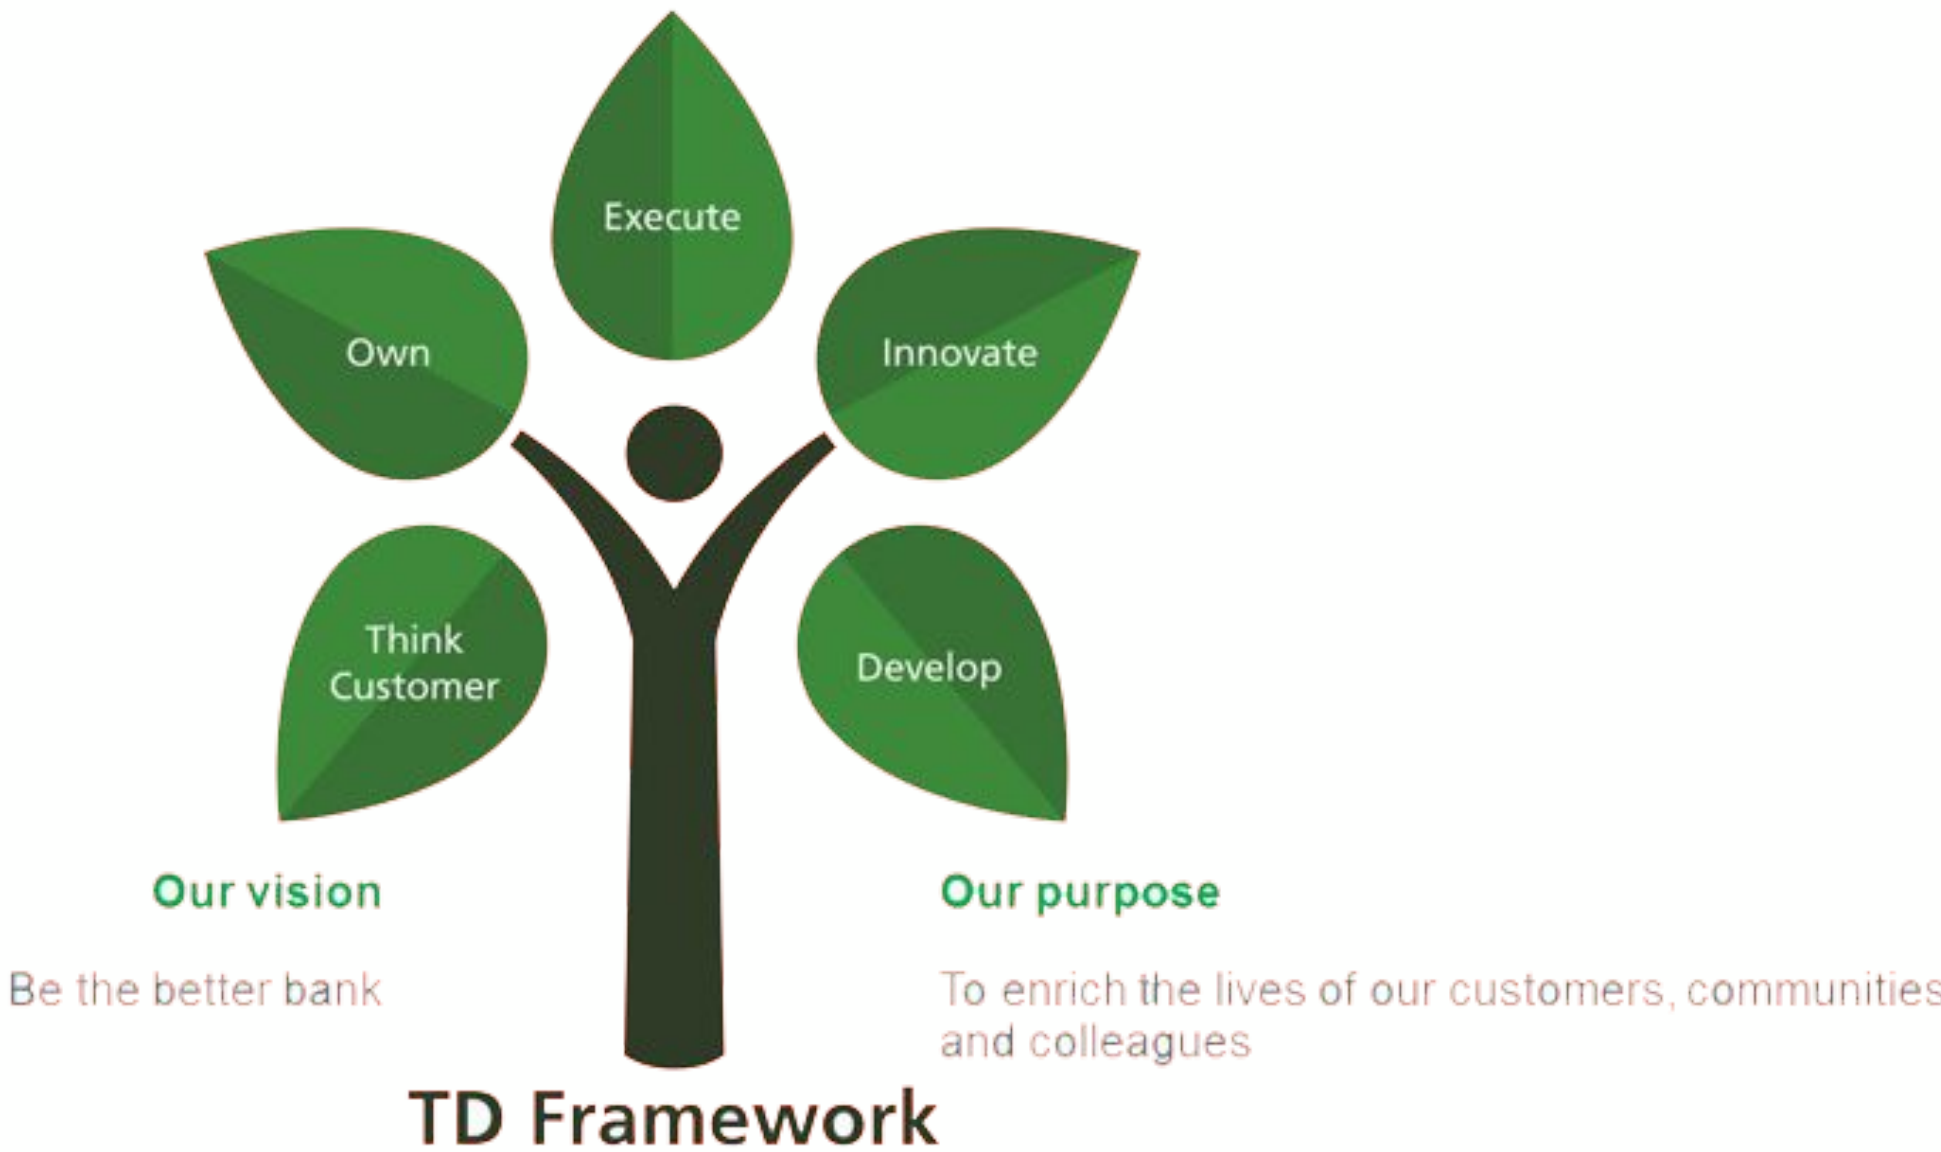 Execute
Own
Innovate
Think
Customer
Develop
Our vision
Be the better bank
Our purpose
To enrich the lives of our customers, communities
and colleagues
TD Framework